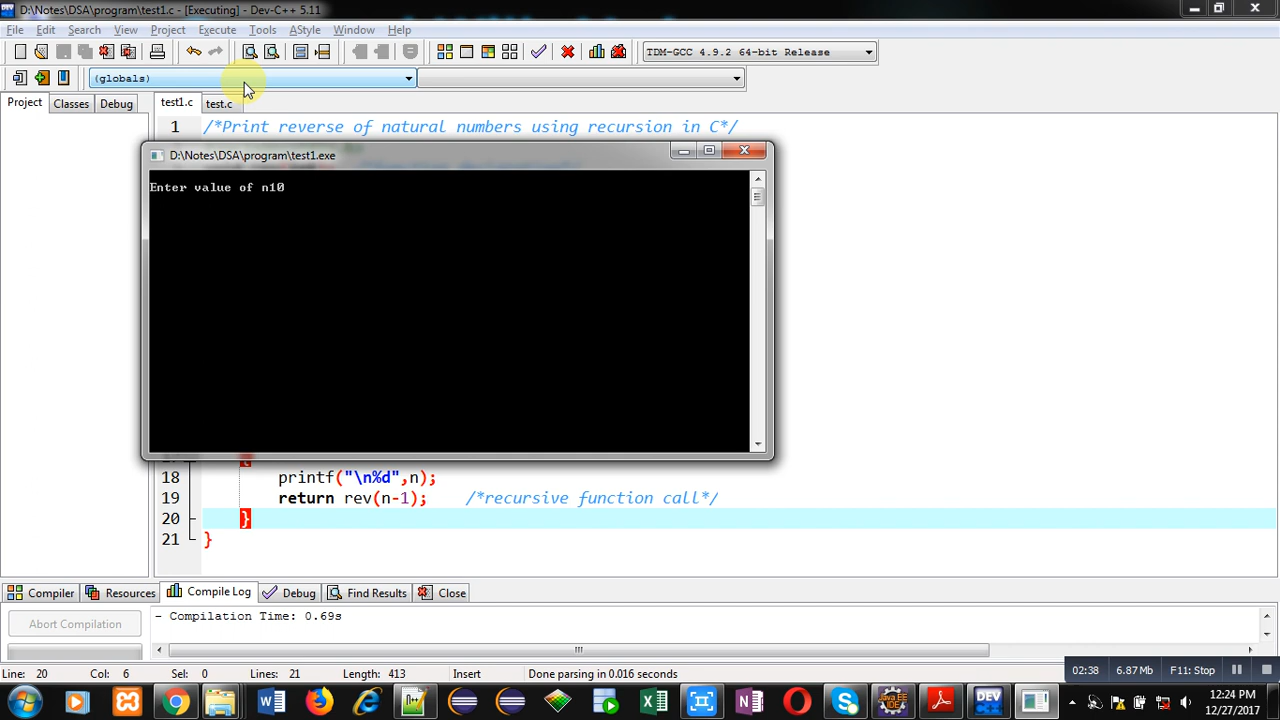 D:\Notes\DSA\program\test1.c - [Executing] - Dev-C++ 5.11
File Edit Search View Project Execute Tools AStyle Window Help
TDM-GCC 4.9.2 64-bit Release
(globals)
Project Classes Debug test1.c test.c
1 /*Print reverse of natural numbers using recursion in C*/
D:\Notes\DSA\program\test1.exe
Enter value of n10
{
18 printf("\n%d",n);
19 return rev(n-1); /*recursive function call*/
20 }
21 }
Compiler Resources Compile Log Debug Find Results Close
Abort Compilation
- Compilation Time: 0.69s
Line: 20 Col: 6 Sel: 0 Lines: 21 Length: 413 Insert Done parsing in 0.016 seconds
02:38 6.87 Mb F11: Stop
12:24 PM
12/27/2017